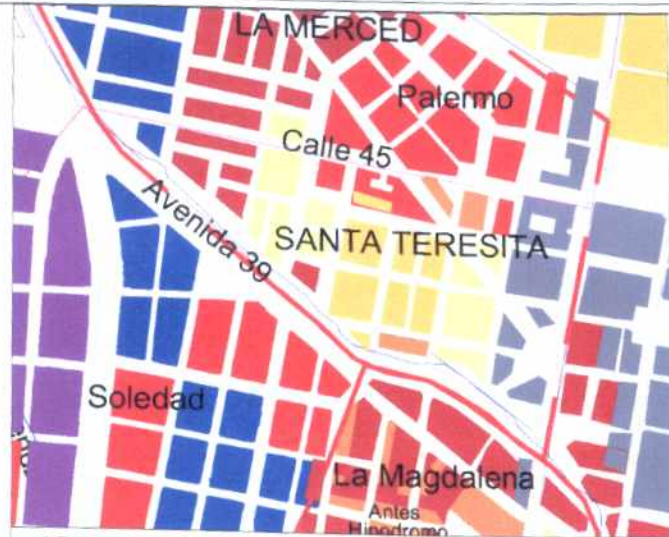 LA MERCED
Palermo
Calle 45
Avenida 39
SANTA TERESITA
Soledad
La Magdalena
Antes
Hipodromo